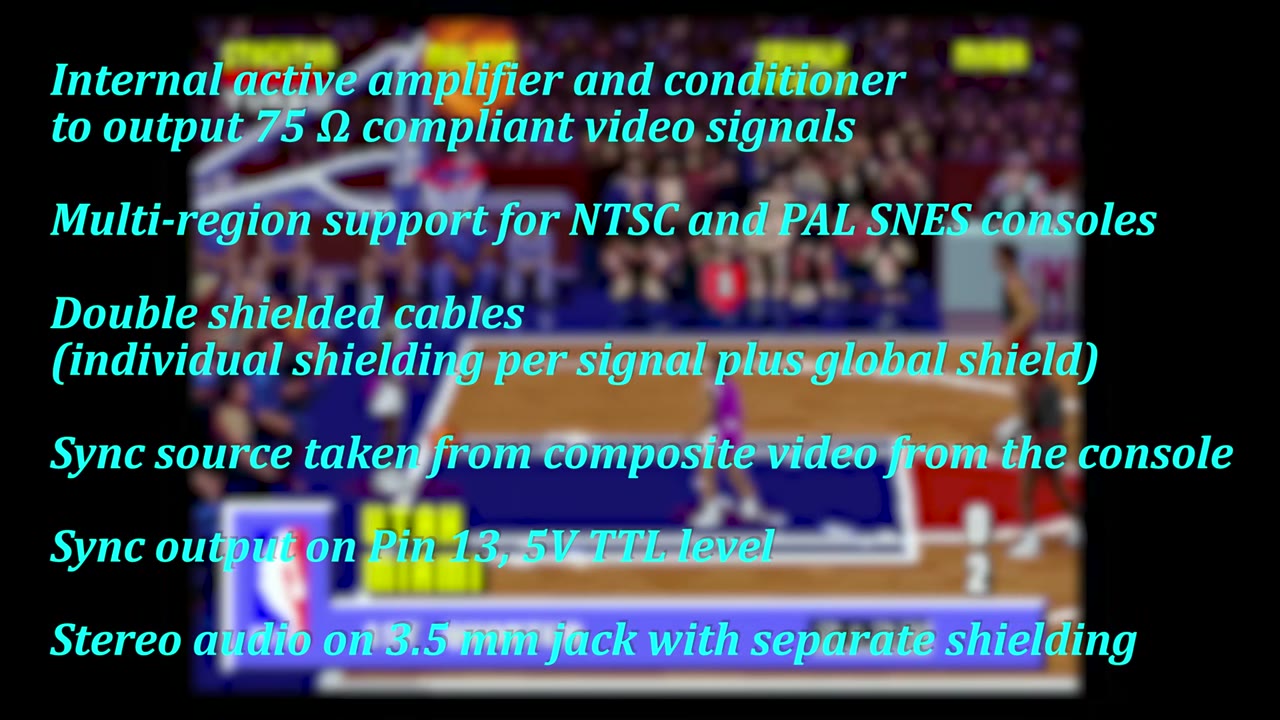 Internal active amplifier and conditioner
to output 75 Ω compliant video signals
Multi-region support for NTSC and PAL SNES consoles
Double shielded cables
(individual shielding per signal plus global shield)
Sync source taken from composite video from the console
Sync output on Pin 13, 5V TTL level
Stereo audio on 3.5 mm jack with separate shielding
0
2